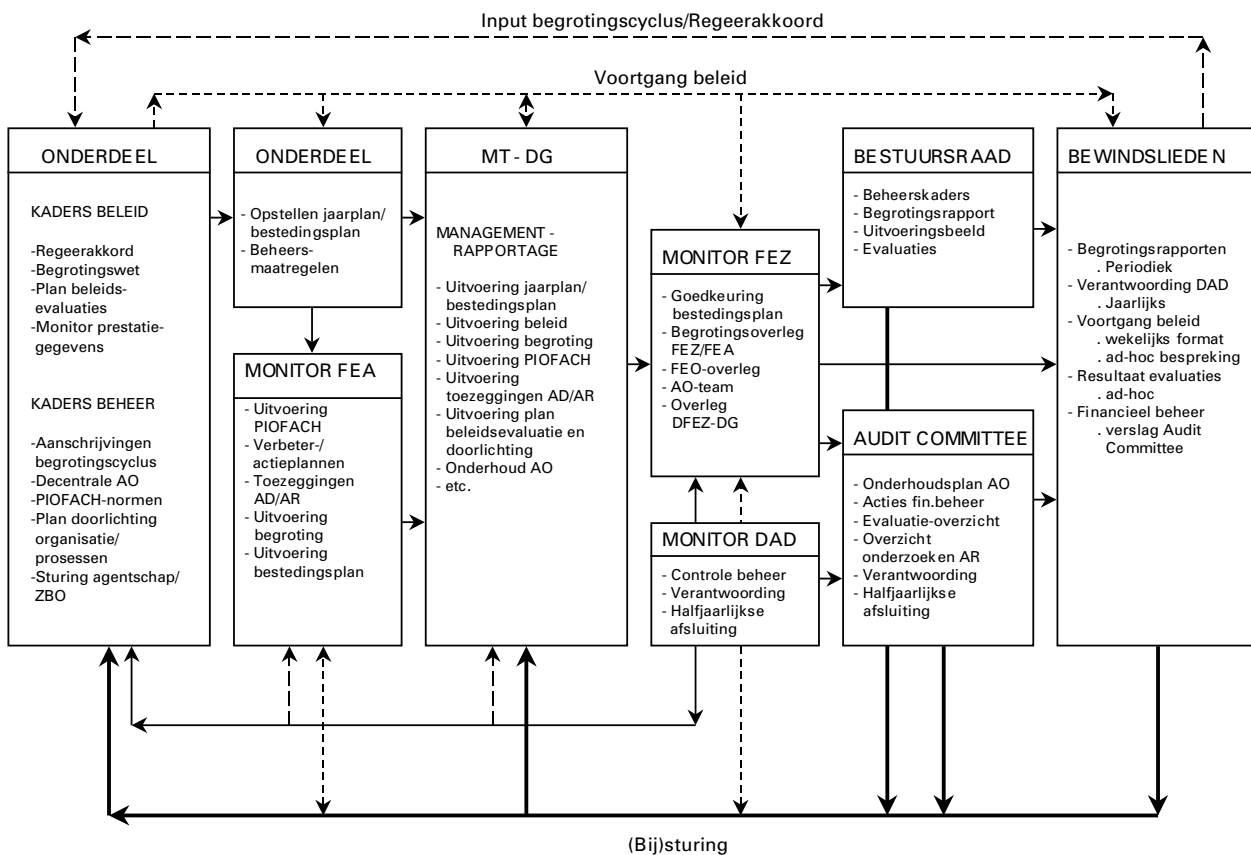 Input begrotingscyclus/Regeerakkoord
Voortgang beleid
ONDERDEEL
KADERS BELEID
-Regeerakkord
-Begrotingswet
-Plan beleids-
evaluaties
-Monitor prestatie-
gegevens
KADERS BEHEER
-Aanschrijvingen
begrotingscyclus
-Decentrale AO
-PIOFACH-normen
-Plan doorlichting
organisatie/
prosessen
-Sturing agentschap/
ZBO
ONDERDEEL
- Opstellen jaarplan/
bestedingsplan
- Beheers-
maatregelen
MONITOR FEA
- Uitvoering
PIOFACH
- Verbeter-/
actieplannen
- Toezeggingen
AD/AR
- Uitvoering
begroting
- Uitvoering
bestedingsplan
MT - DG
MANAGEMENT -
RAPPORTAGE
- Uitvoering jaarplan/
bestedingsplan
- Uitvoering beleid
- Uitvoering begroting
- Uitvoering PIOFACH
- Uitvoering
toezeggingen AD/AR
- Uitvoering plan
beleidsevaluatie en
doorlichting
- Onderhoud AO
- etc.
MONITOR FEZ
- Goedkeuring
bestedingsplan
- Begrotingsoverleg
FEZ/FEA
- FEO-overleg
- AO-team
- Overleg
DFEZ-DG
MONITOR DAD
- Controle beheer
- Verantwoording
- Halfjaarlijkse
afsluiting
BESTUURSRAAD
- Beheerskaders
- Begrotingsrapport
- Uitvoeringsbeeld
- Evaluaties
AUDIT COMMITTEE
- Onderhoudsplan AO
- Acties fin.beheer
- Evaluatie-overzicht
- Overzicht
onderzoeken AR
- Verantwoording
- Halfjaarlijkse
afsluiting
BEWINDSLIEDEN
- Begrotingsrapporten
. Periodiek
- Verantwoording DAD
. Jaarlijks
- Voortgang beleid
. wekelijks format
. ad-hoc bespreking
- Resultaat evaluaties
. ad-hoc
- Financieel beheer
. verslag Audit
Committee
(Bij)sturing